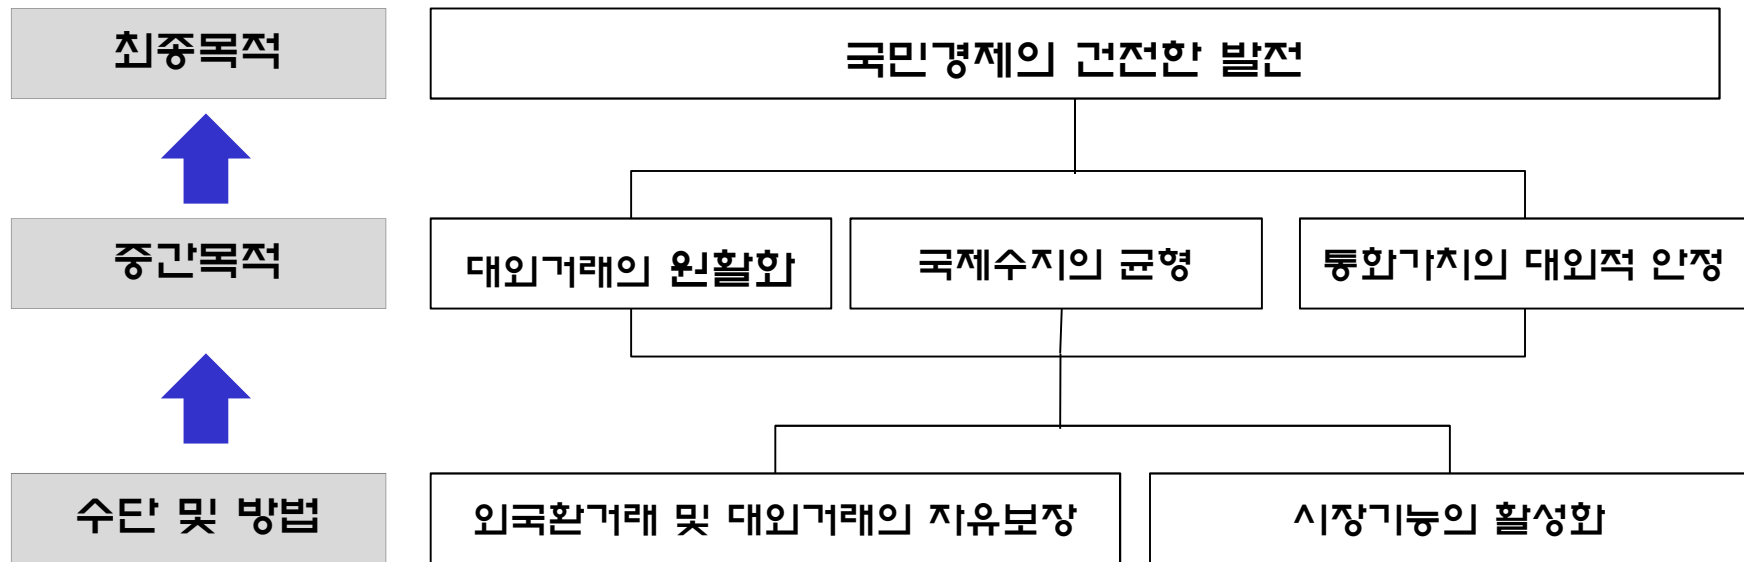 최종목적
국민경제의 건전한 발전
중간목적
대외거래의 원활화
국제수지의 균형
통화가치의 대외적 안정
수단 및 방법
외국환거래 및 대외거래의 자유보장
시장기능의 활성화